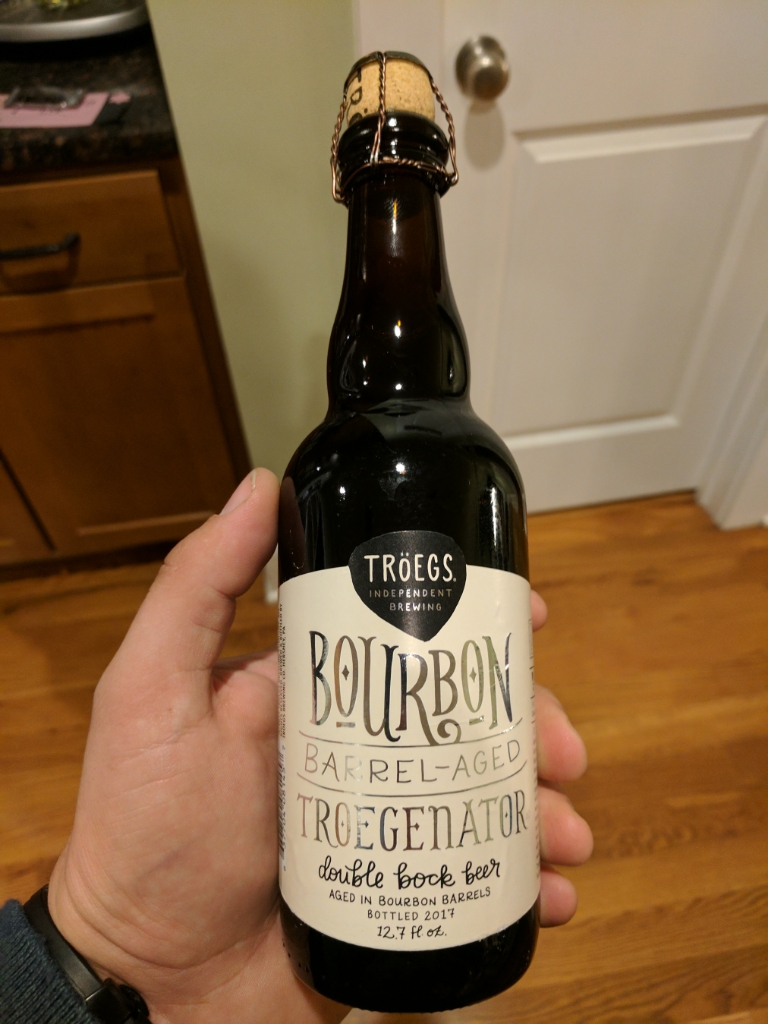 TRÖEGS
INDEPENDENT
BREWING
BOURBON
BARREL-AGED
TROEGENATOR
double bock beer
AGED IN BOURBON BARRELS
BOTTLED 2017
12.7 fl oz.